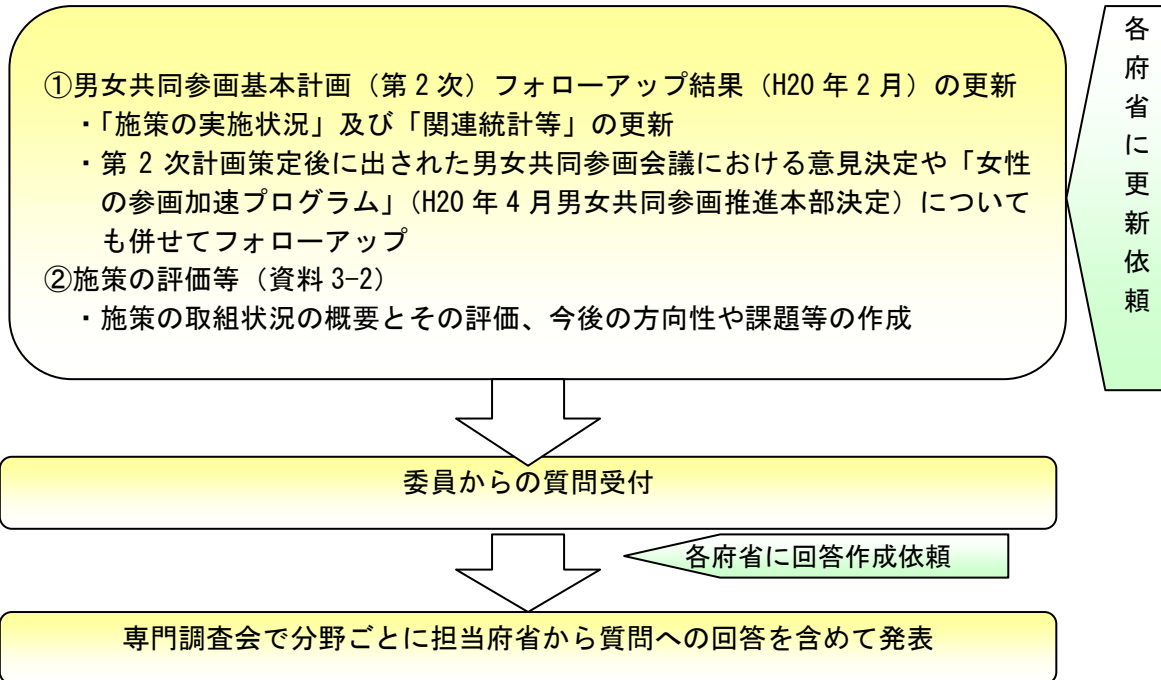 ①男女共同参画基本計画（第2次）フォローアップ結果（H20年2月）の更新
・「施策の実施状況」及び「関連統計等」の更新
・第2次計画策定後に出された男女共同参画会議における意見決定や「女性
の参画加速プログラム」（H20年4月男女共同参画推進本部決定）について
も併せてフォローアップ
②施策の評価等（資料3-2）
・施策の取組状況の概要とその評価、今後の方向性や課題等の作成
各府省に更新依頼
委員からの質問受付
各府省に回答作成依頼
専門調査会で分野ごとに担当府省から質問への回答を含めて発表